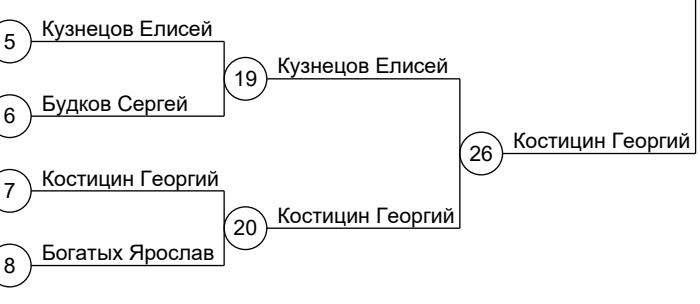 Кузнецов Елисей
5
19
Кузнецов Елисей
Будков Сергей
6
26
Костицин Георгий
Костицин Георгий
7
20
Костицин Георгий
Богатых Ярослав
8